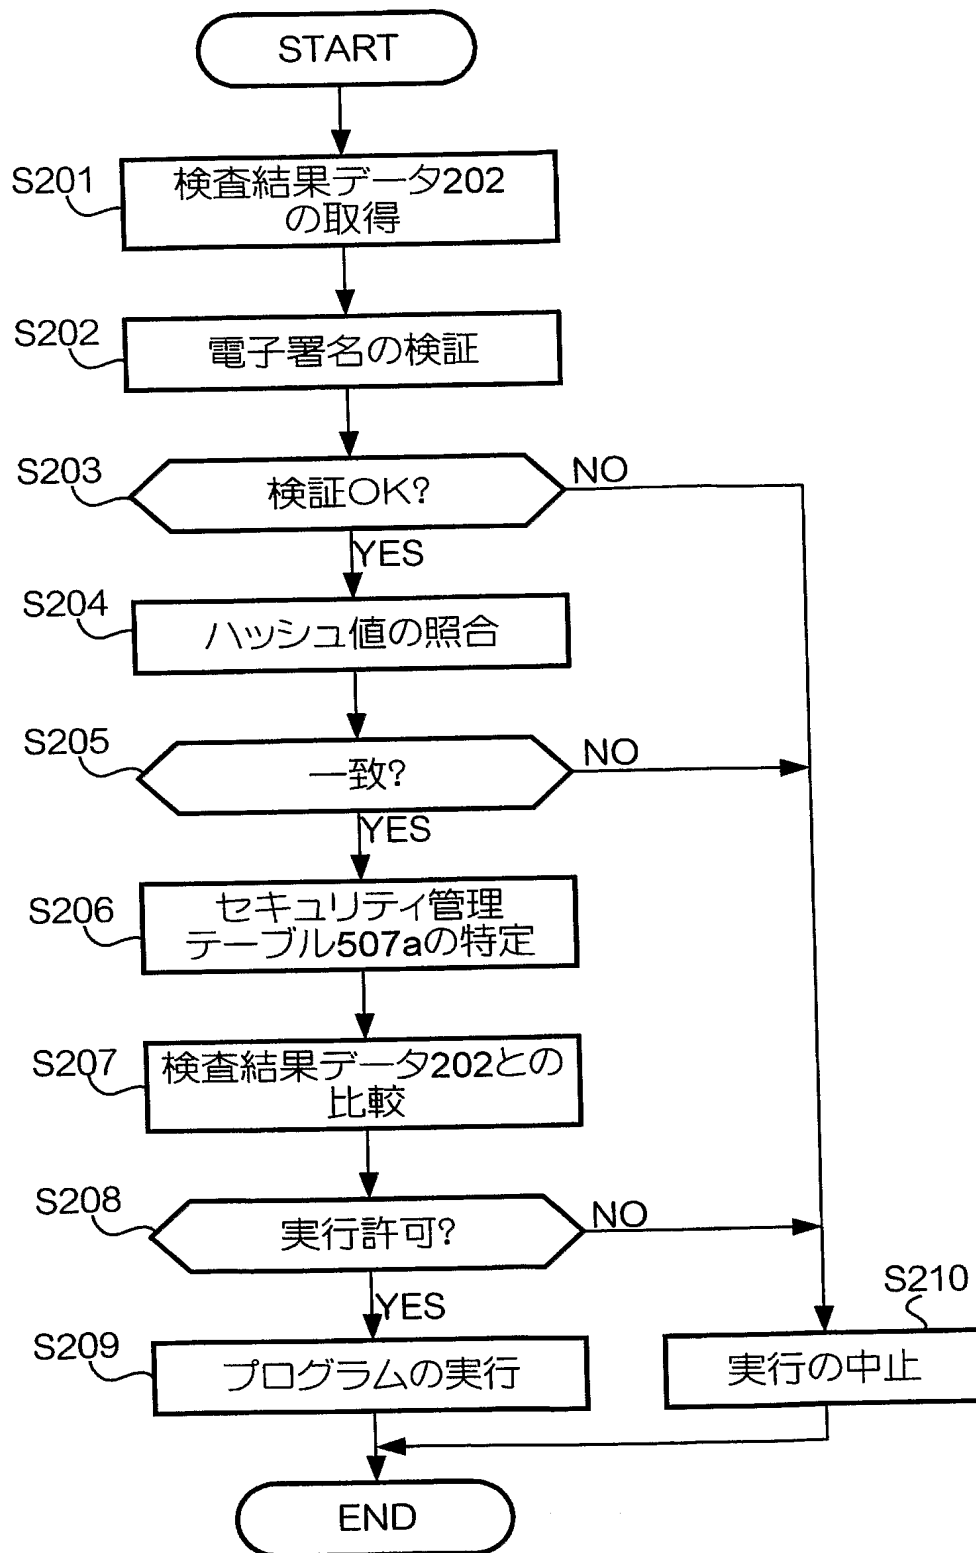 START
S201
検査結果データ202
の取得
S202
電子署名の検証
S203
検証OK?
NO
YES
S204
ハッシュ値の照合
S205
一致?
NO
YES
S206
セキュリティ管理
テーブル507aの特定
S207
検査結果データ202との
比較
S208
実行許可?
NO
YES
S209
プログラムの実行
S210
実行の中止
END